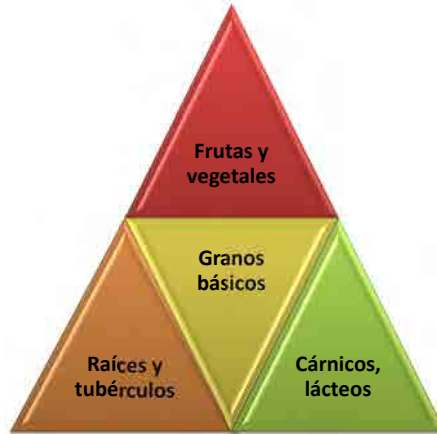 Frutas y
vegetales
Granos
básicos
Raíces y
tubérculos
Cárnicos,
lácteos